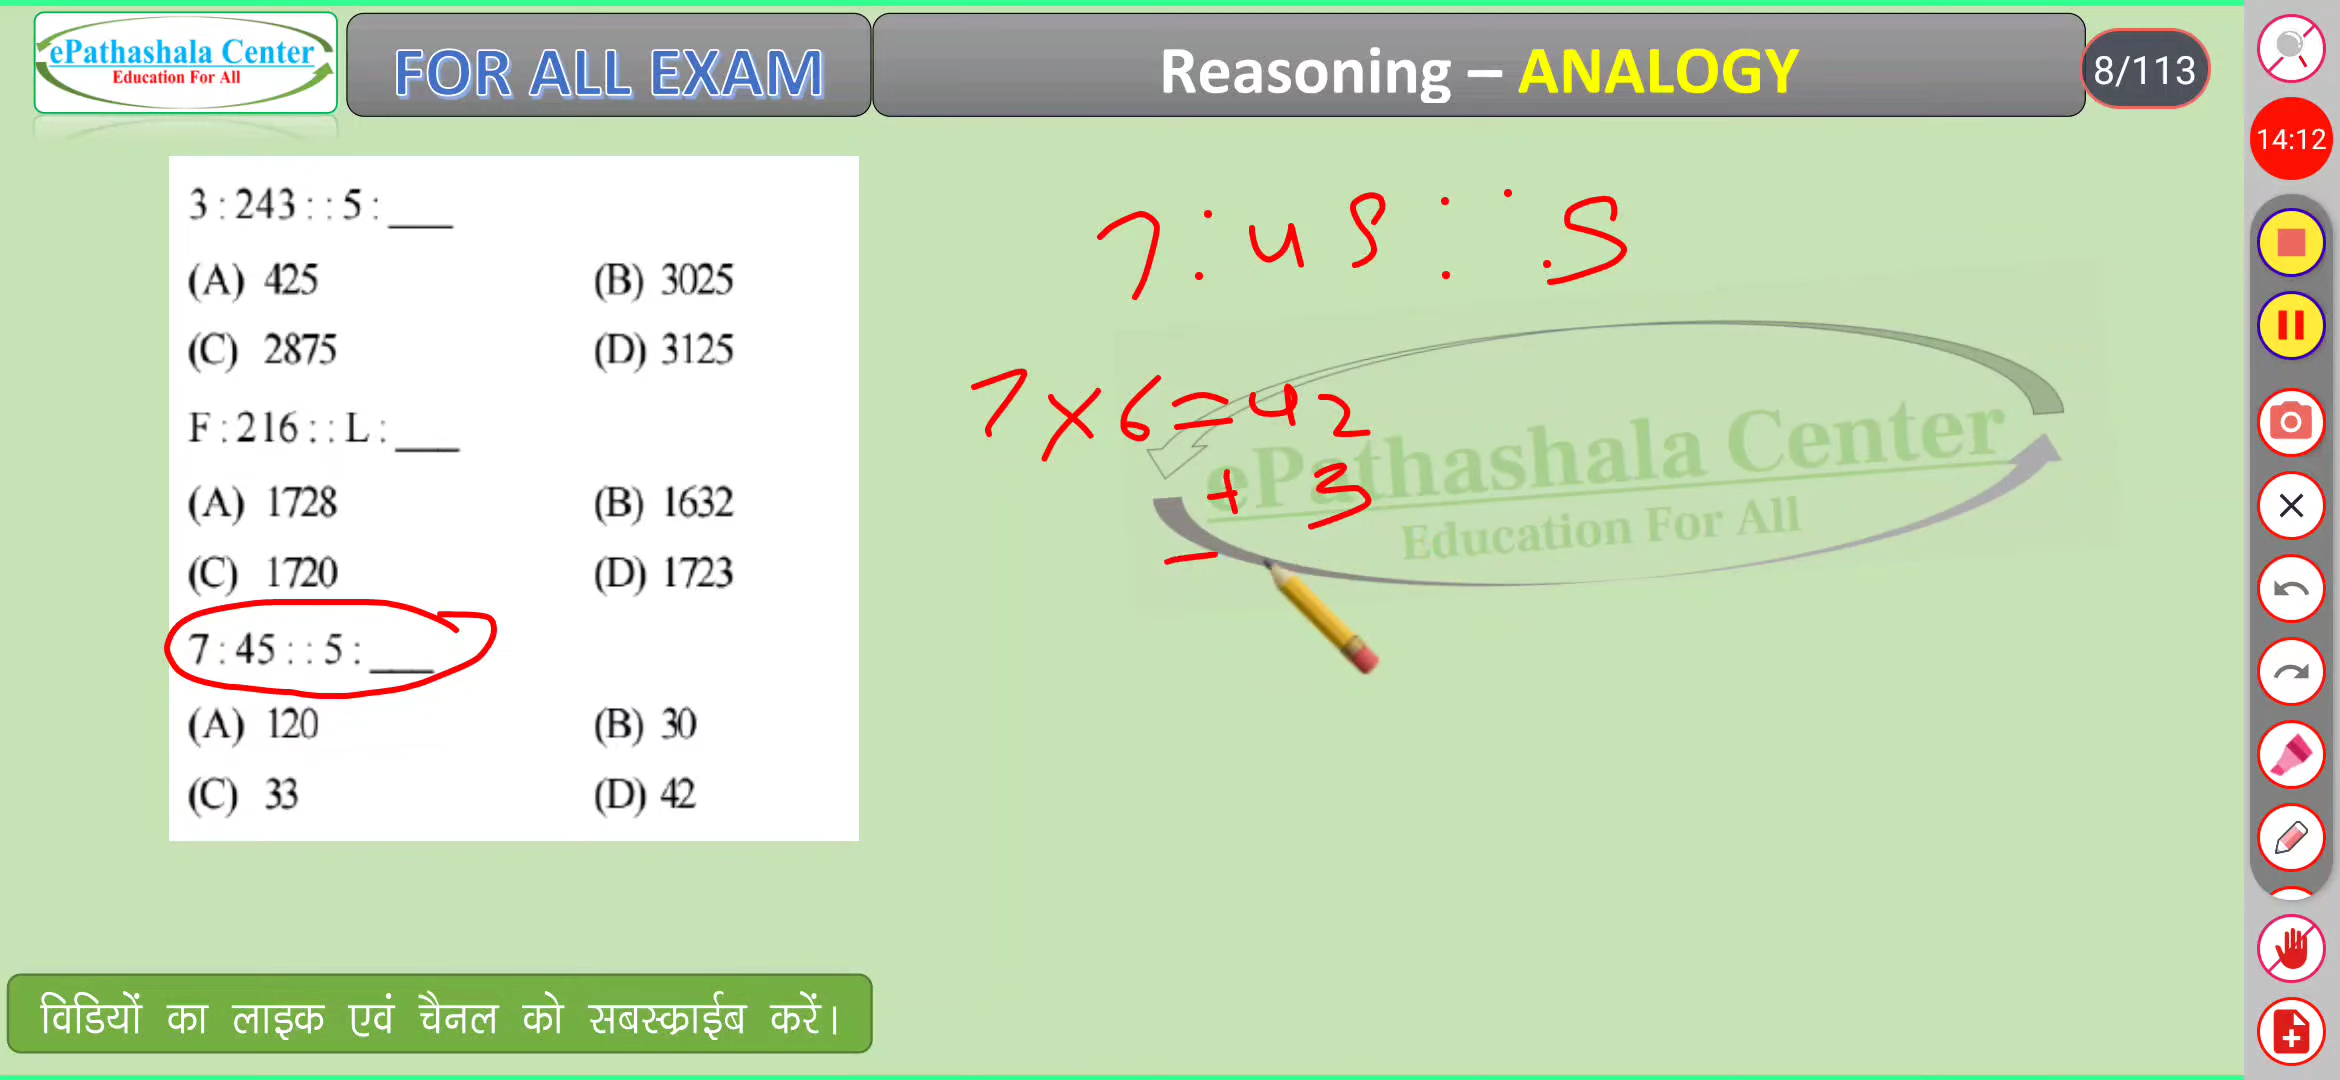 ePathashala Center
Education For All
FOR ALL EXAM
Reasoning – ANALOGY
8/113
14:12
3 : 243 : : 5 : ___
(A) 425 (B) 3025
(C) 2875 (D) 3125
F : 216 : : L : ___
(A) 1728 (B) 1632
(C) 1720 (D) 1723
7 : 45 : : 5 : ___
(A) 120 (B) 30
(C) 33 (D) 42
7 : 45 : : 5
7 × 6 = 42
+ 3
ePathashala Center
Education For All
विडियों का लाइक एवं चैनल को सबस्क्राईब करें।